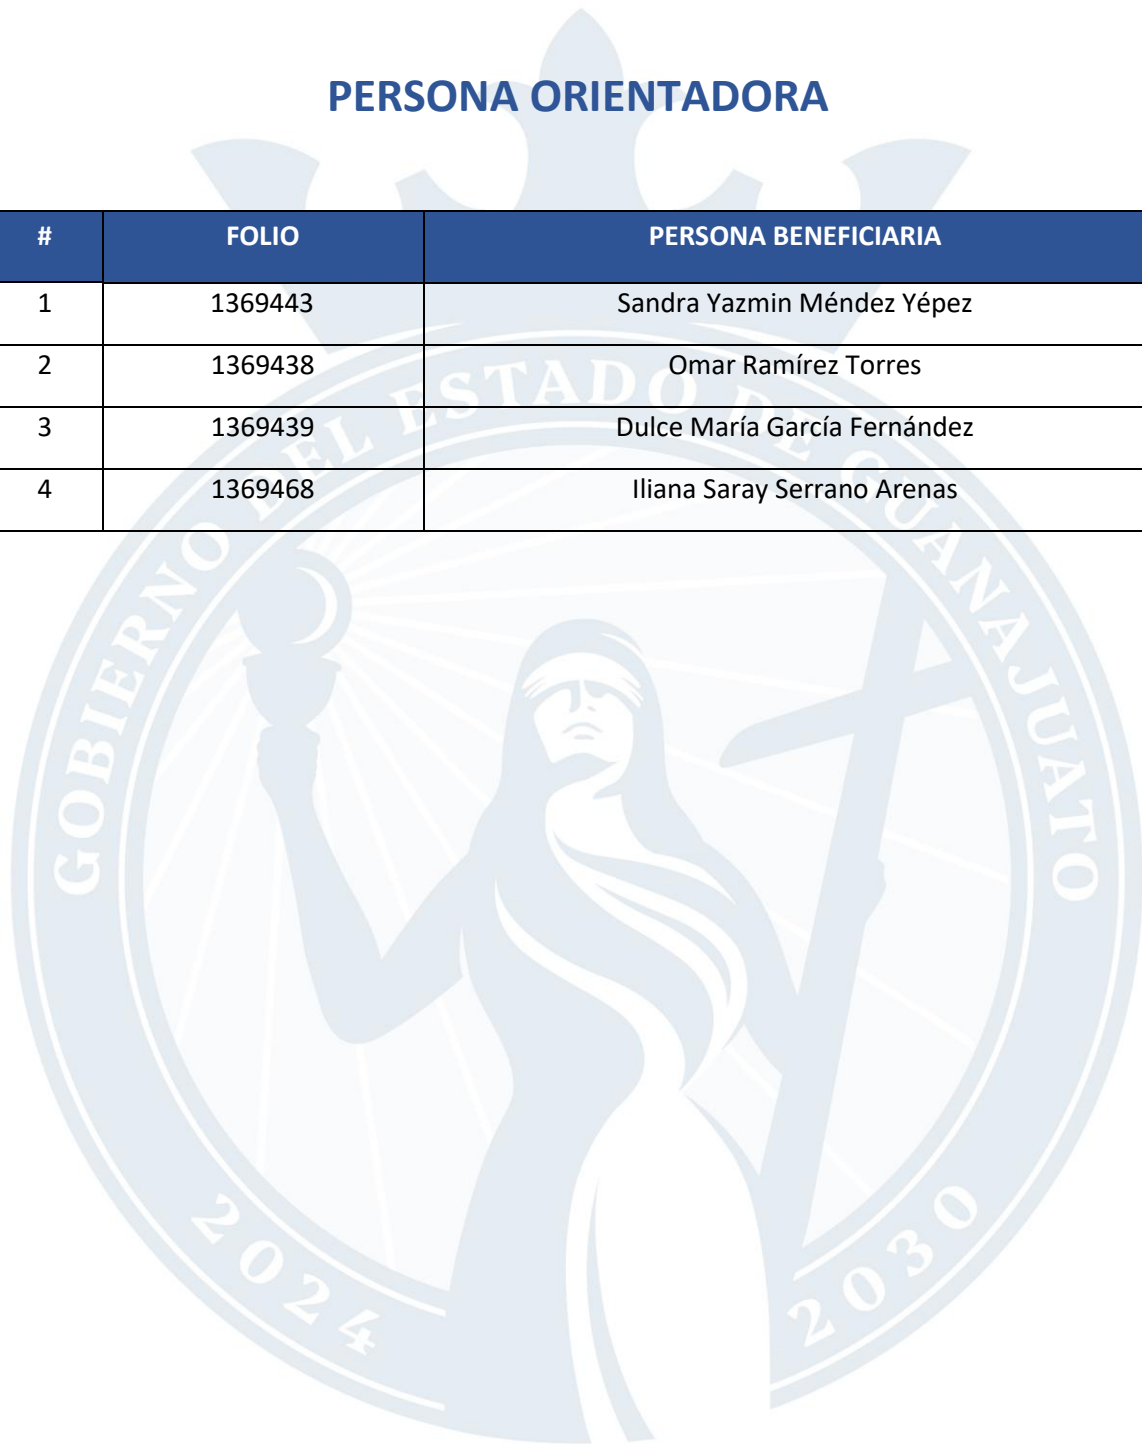 PERSONA ORIENTADORA
# FOLIO PERSONA BENEFICIARIA
1 1369443 Sandra Yazmin Méndez Yépez
2 1369438 Omar Ramírez Torres
3 1369439 Dulce María García Fernández
4 1369468 Iliana Saray Serrano Arenas
GOBIERNO DEL ESTADO DE GUANAJUATO
2024 2030